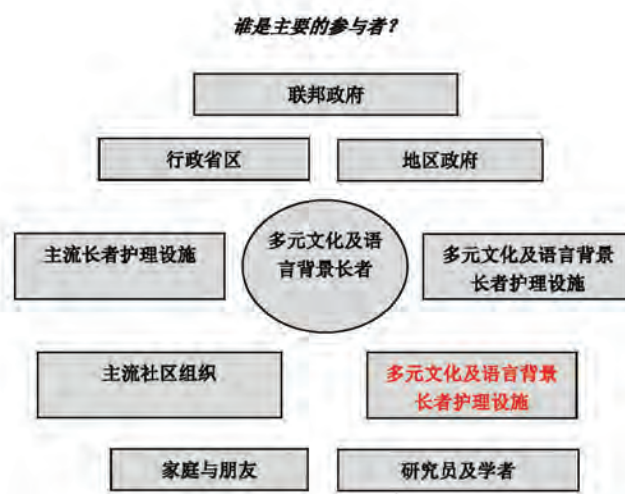 谁是主要的参与者？
联邦政府
行政省区
地区政府
主流长者护理设施
多元文化及语
言背景长者
多元文化及语言背景
长者护理设施
主流社区组织
多元文化及语言背景
长者护理设施
家庭与朋友
研究员及学者